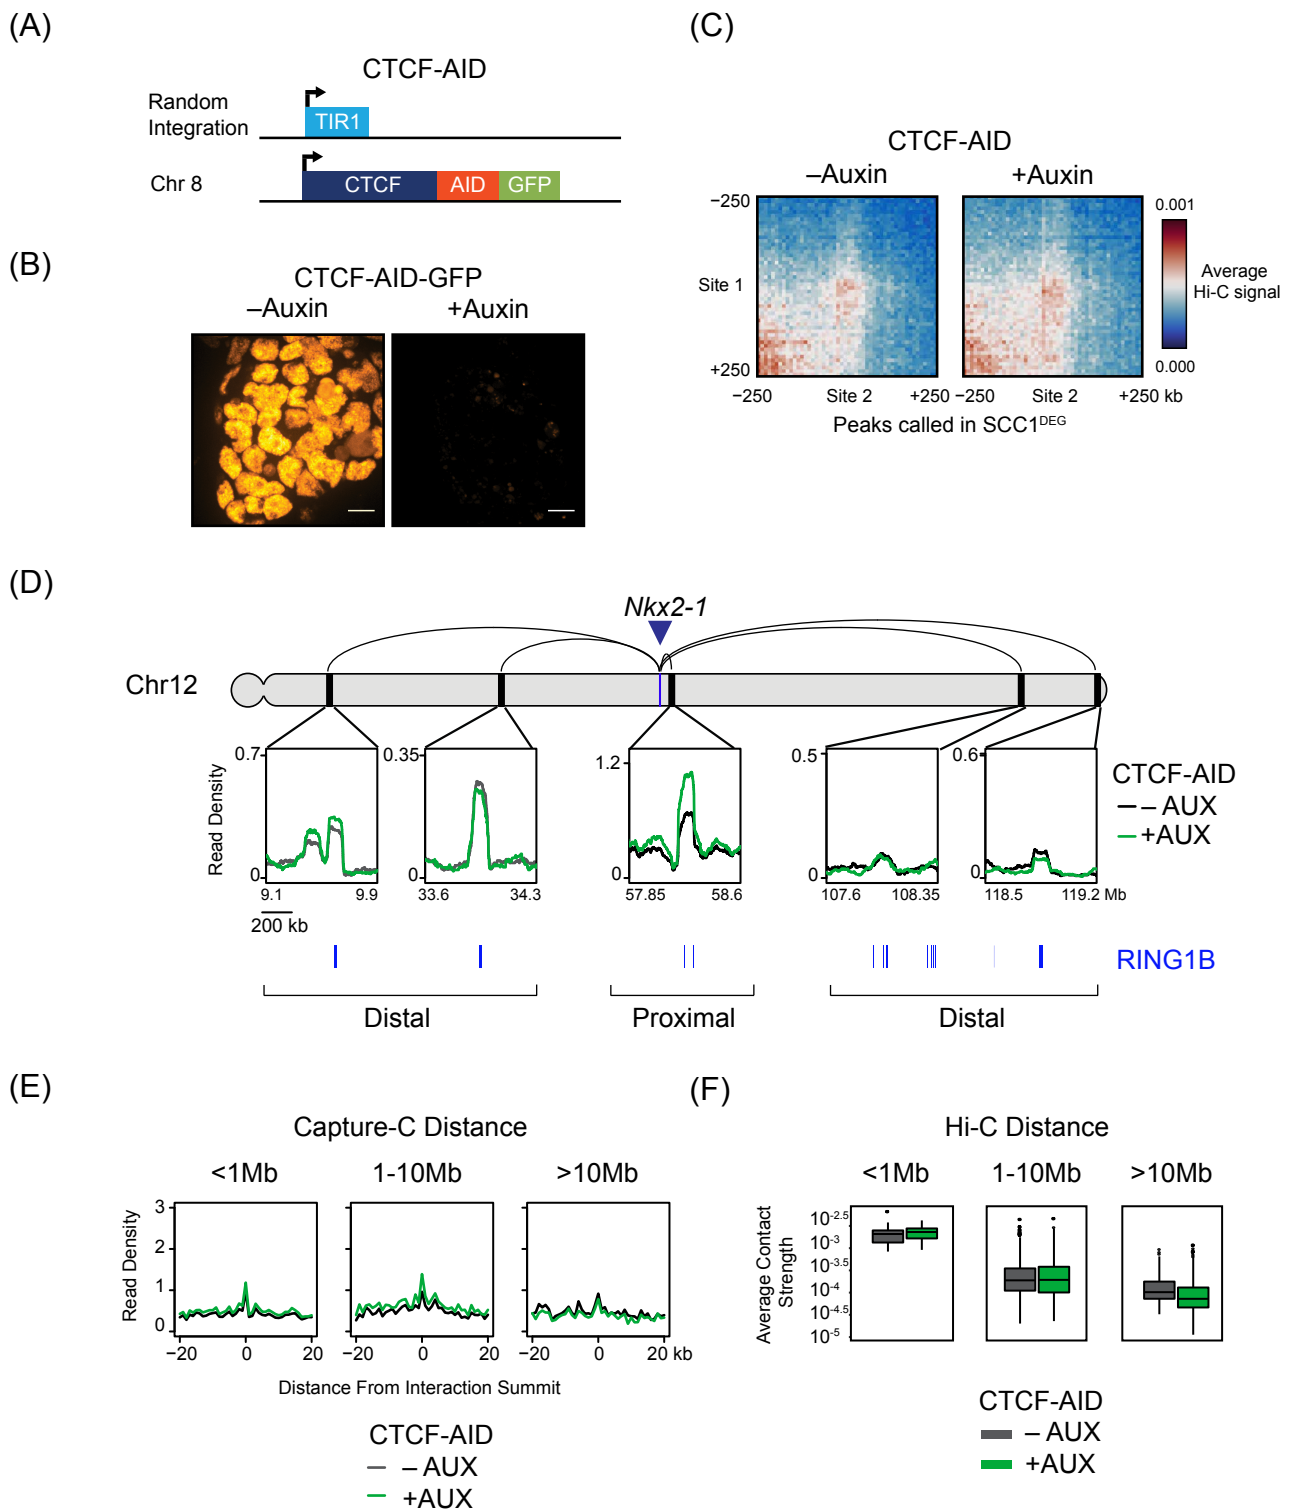 (A)
CTCF-AID
Random
Integration
TIR1
Chr 8
CTCF
AID
GFP
(B)
CTCF-AID-GFP
–Auxin
+Auxin
(C)
CTCF-AID
–Auxin
+Auxin
−250
Site 1
+250
−250
Site 2
+250
−250
Site 2
+250 kb
Peaks called in SCC1DEG
0.001
Average
Hi-C signal
0.000
(D)
Nkx2-1
Chr12
Read Density
0.7
0
9.1
9.9
200 kb
0.35
0
33.6
34.3
1.2
0
57.85
58.6
0.5
0
107.6
108.35
0.6
0
118.5
119.2 Mb
CTCF-AID
– AUX
+AUX
RING1B
Distal
Proximal
Distal
(E)
Capture-C Distance
<1Mb
1-10Mb
>10Mb
Read Density
3
2
1
0
−20
0
20
−20
0
20
−20
0
20 kb
Distance From Interaction Summit
CTCF-AID
– AUX
+AUX
(F)
Hi-C Distance
<1Mb
1-10Mb
>10Mb
Average Contact
Strength
10-2.5
10-3
10-3.5
10-4
10-4.5
10-5
CTCF-AID
– AUX
+AUX